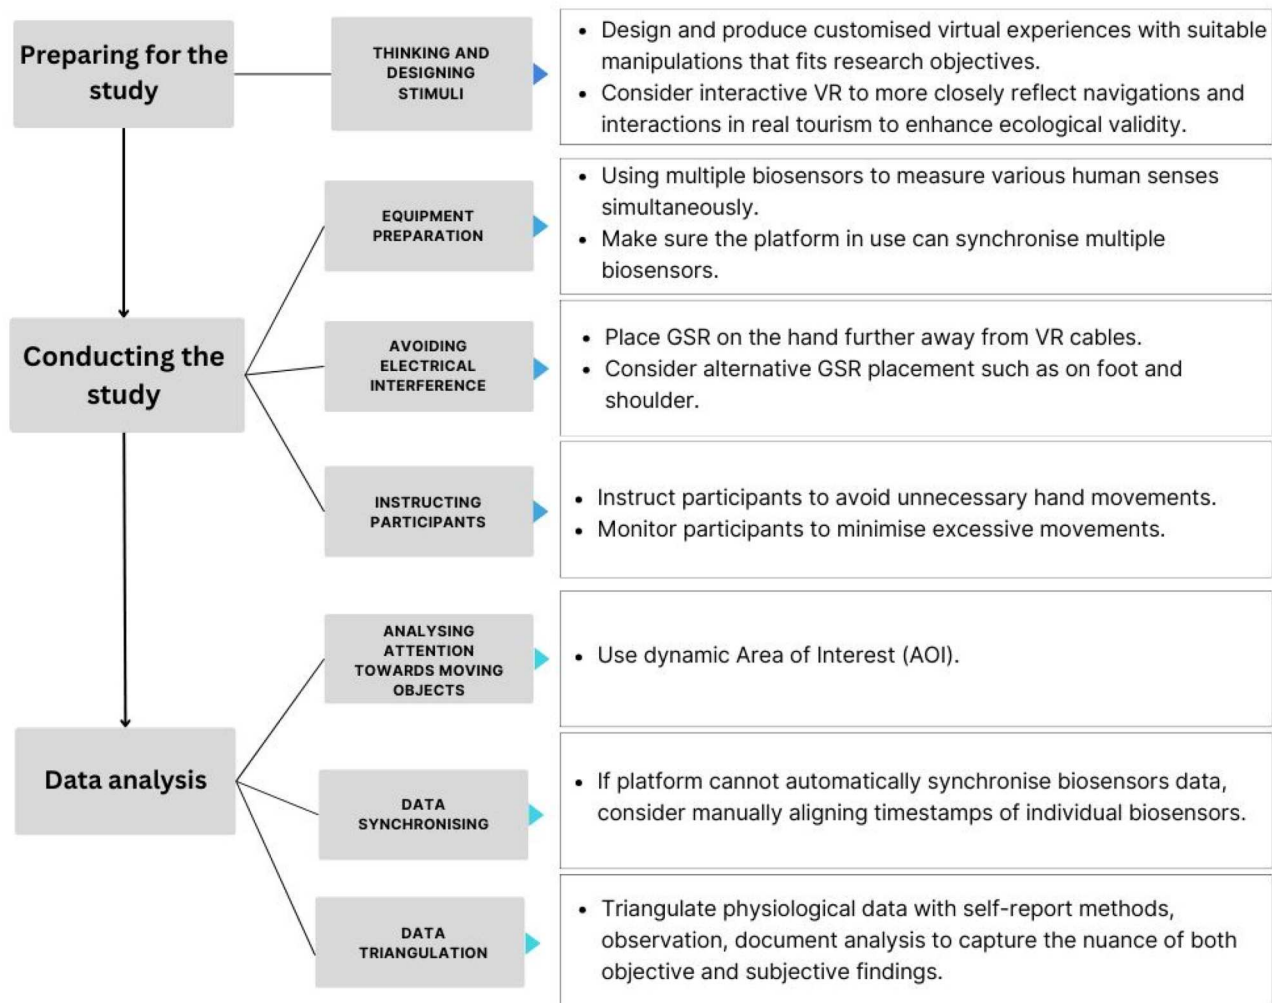 Preparing for the
study
THINKING AND
DESIGNING
STIMULI
• Design and produce customised virtual experiences with suitable
manipulations that fits research objectives.
• Consider interactive VR to more closely reflect navigations and
interactions in real tourism to enhance ecological validity.
Conducting the
study
EQUIPMENT
PREPARATION
• Using multiple biosensors to measure various human senses
simultaneously.
• Make sure the platform in use can synchronise multiple
biosensors.
AVOIDING
ELECTRICAL
INTERFERENCE
• Place GSR on the hand further away from VR cables.
• Consider alternative GSR placement such as on foot and
shoulder.
INSTRUCTING
PARTICIPANTS
• Instruct participants to avoid unnecessary hand movements.
• Monitor participants to minimise excessive movements.
Data analysis
ANALYSING
ATTENTION
TOWARDS MOVING
OBJECTS
• Use dynamic Area of Interest (AOI).
DATA
SYNCHRONISING
• If platform cannot automatically synchronise biosensors data,
consider manually aligning timestamps of individual biosensors.
DATA
TRIANGULATION
• Triangulate physiological data with self-report methods,
observation, document analysis to capture the nuance of both
objective and subjective findings.